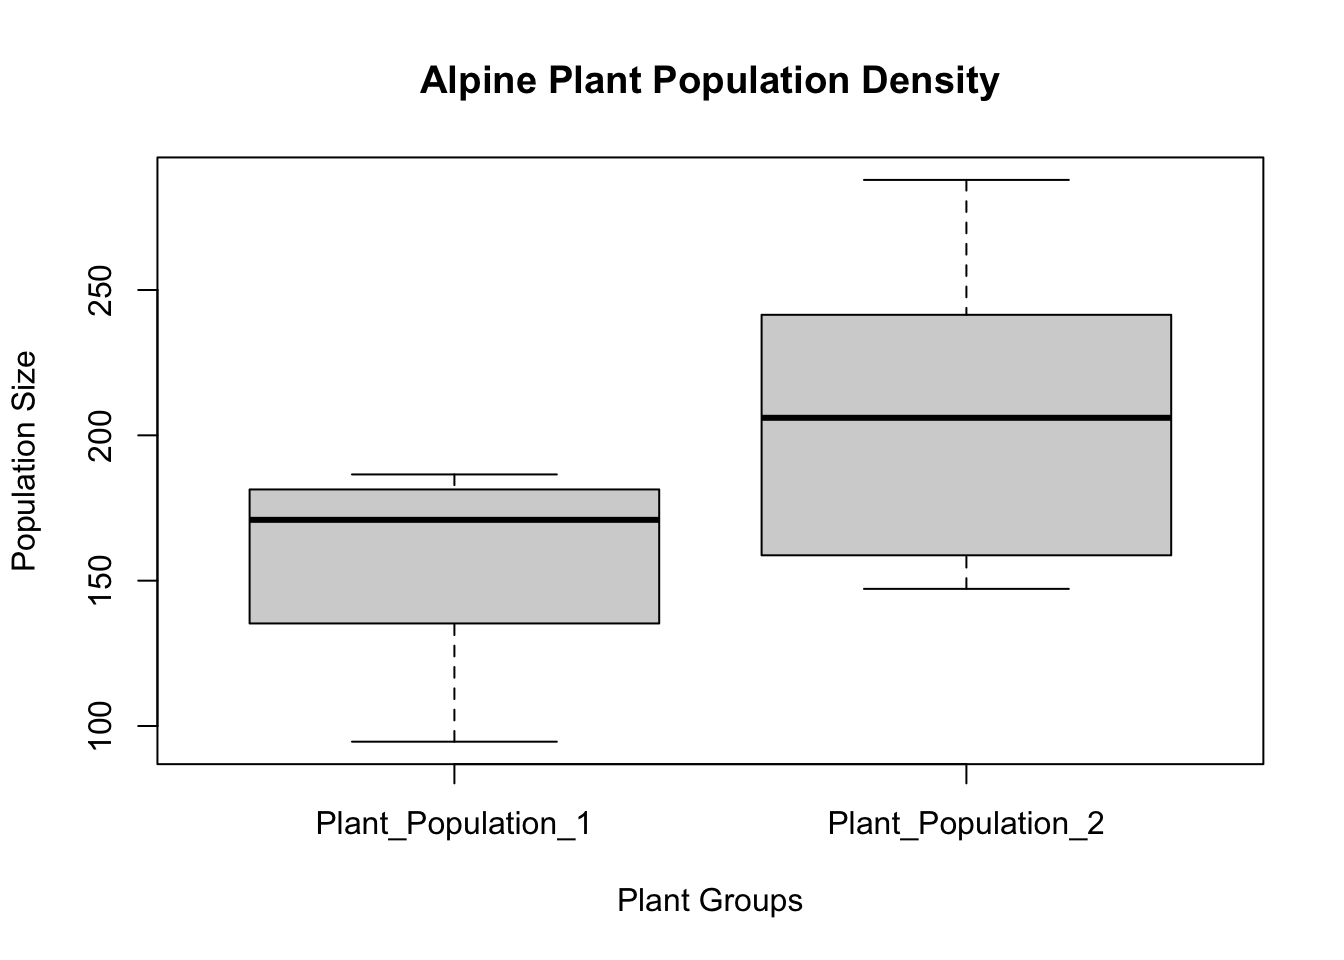 Alpine Plant Population Density
Population Size
250
200
150
100
Plant_Population_1
Plant_Population_2
Plant Groups